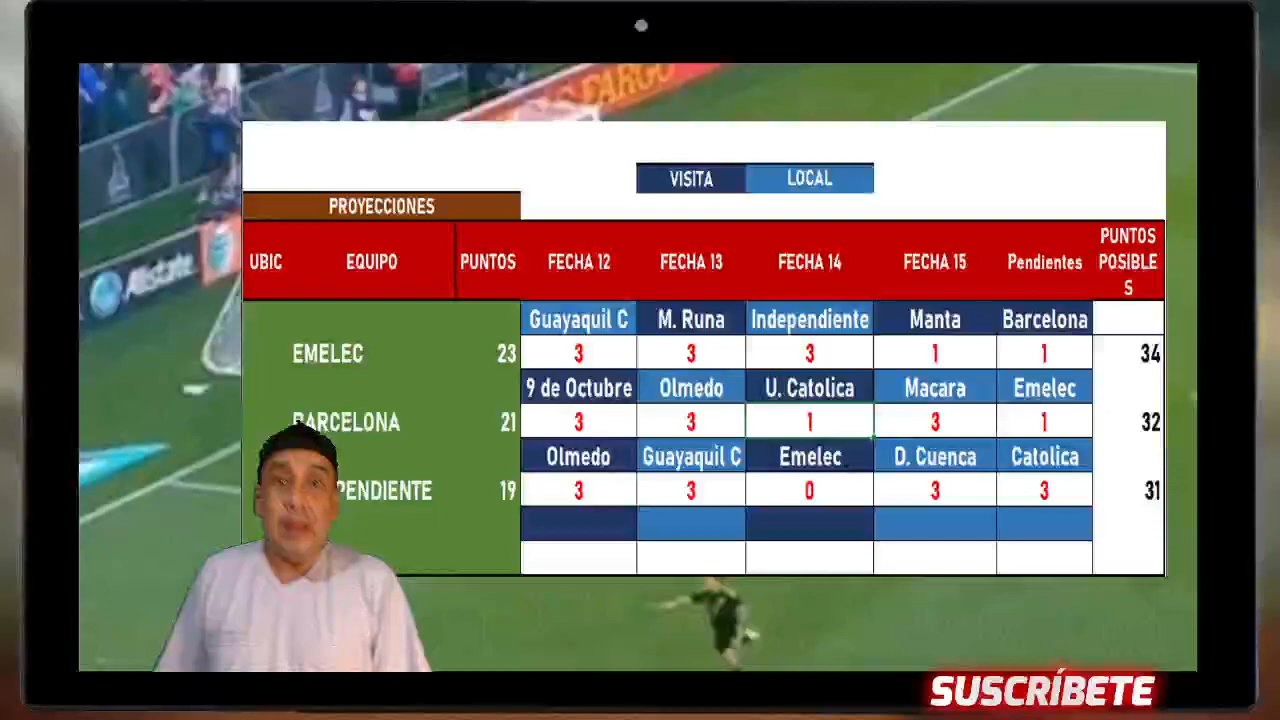 FARGO
Allstate
VISITA LOCAL
PROYECCIONES
UBIC EQUIPO PUNTOS FECHA 12 FECHA 13 FECHA 14 FECHA 15 Pendientes PUNTOS POSIBLE S
Guayaquil C M. Runa Independiente Manta Barcelona
EMELEC 23 3 3 3 1 1 34
9 de Octubre Olmedo U. Catolica Macara Emelec
BARCELONA 21 3 3 1 3 1 32
Olmedo Guayaquil C Emelec D. Cuenca Catolica
PENDIENTE 19 3 3 0 3 3 31
SUSCRÍBETE